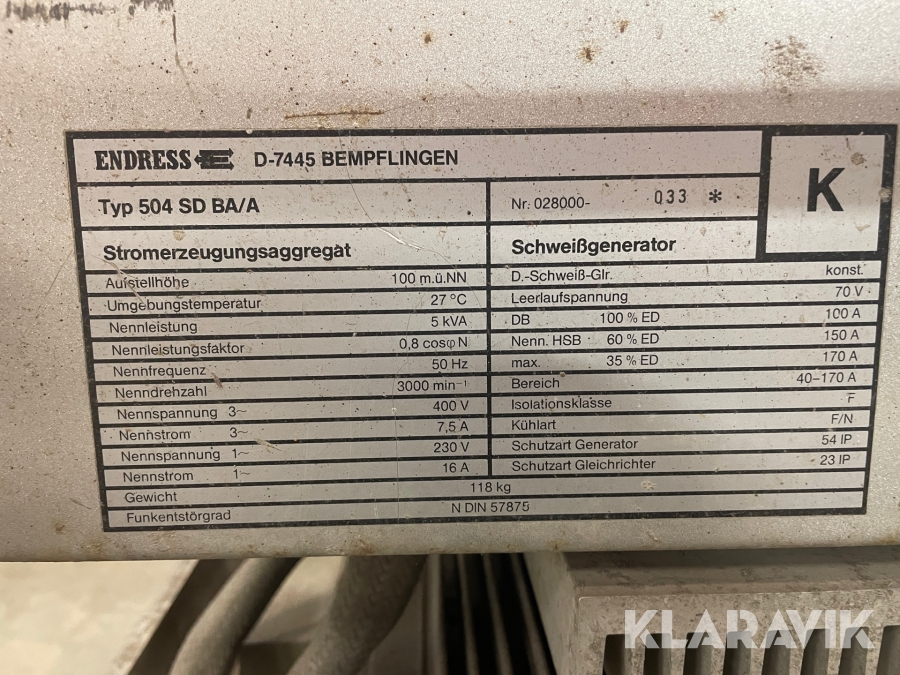 ENDRESS D-7445 BEMPFLINGEN
K
Typ 504 SD BA/A
Nr. 028000- 033 *
Stromerzeugungsaggregat
Aufstellhöhe 100 m.ü.NN
Umgebungstemperatur 27 °C
Nennleistung 5 kVA
Nennleistungsfaktor 0,8 cosφ N
Nennfrequenz 50 Hz
Nenndrehzahl 3000 min⁻¹
Nennspannung 3~ 400 V
Nennstrom 3~ 7,5 A
Nennspannung 1~ 230 V
Nennstrom 1~ 16 A
Schweißgenerator
D.-Schweiß-Glr. konst.
Leerlaufspannung 70 V
DB 100 % ED 100 A
Nenn. HSB 60 % ED 150 A
max. 35 % ED 170 A
Bereich 40-170 A
Isolationsklasse F
Kühlart F/N
Schutzart Generator 54 IP
Schutzart Gleichrichter 23 IP
Gewicht 118 kg
Funkentstörgrad N DIN 57875
KLARAVIK